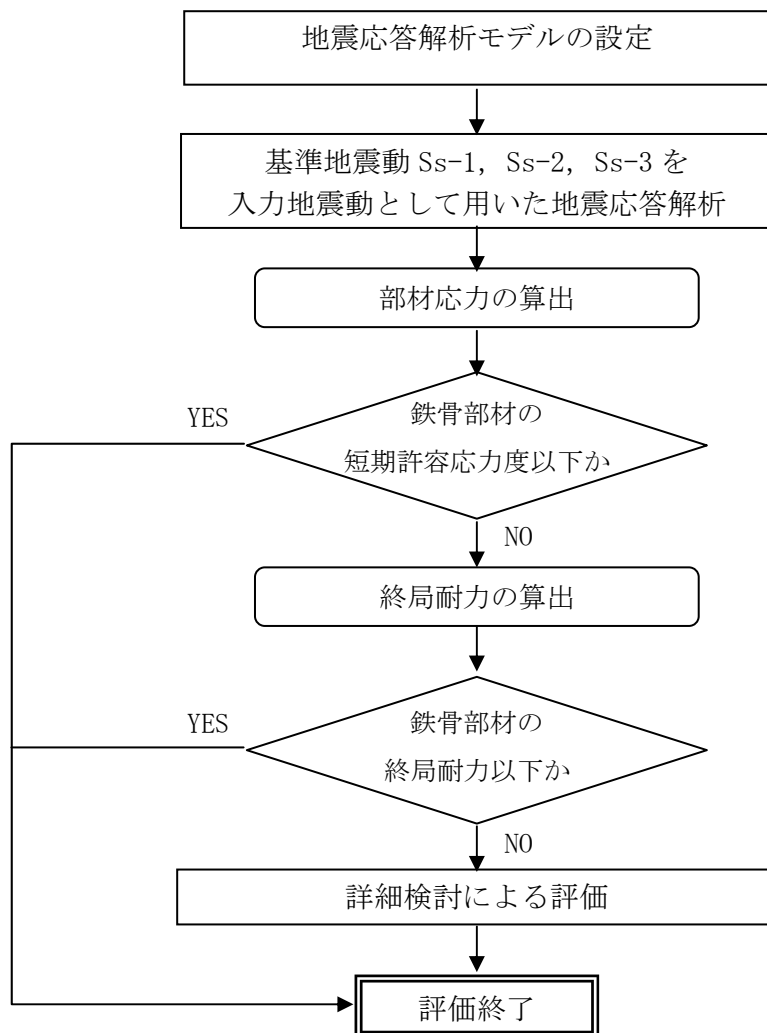 地震応答解析モデルの設定
基準地震動 Ss-1, Ss-2, Ss-3 を
入力地震動として用いた地震応答解析
部材応力の算出
YES
鉄骨部材の
短期許容応力度以下か
NO
終局耐力の算出
YES
鉄骨部材の
終局耐力以下か
NO
詳細検討による評価
評価終了